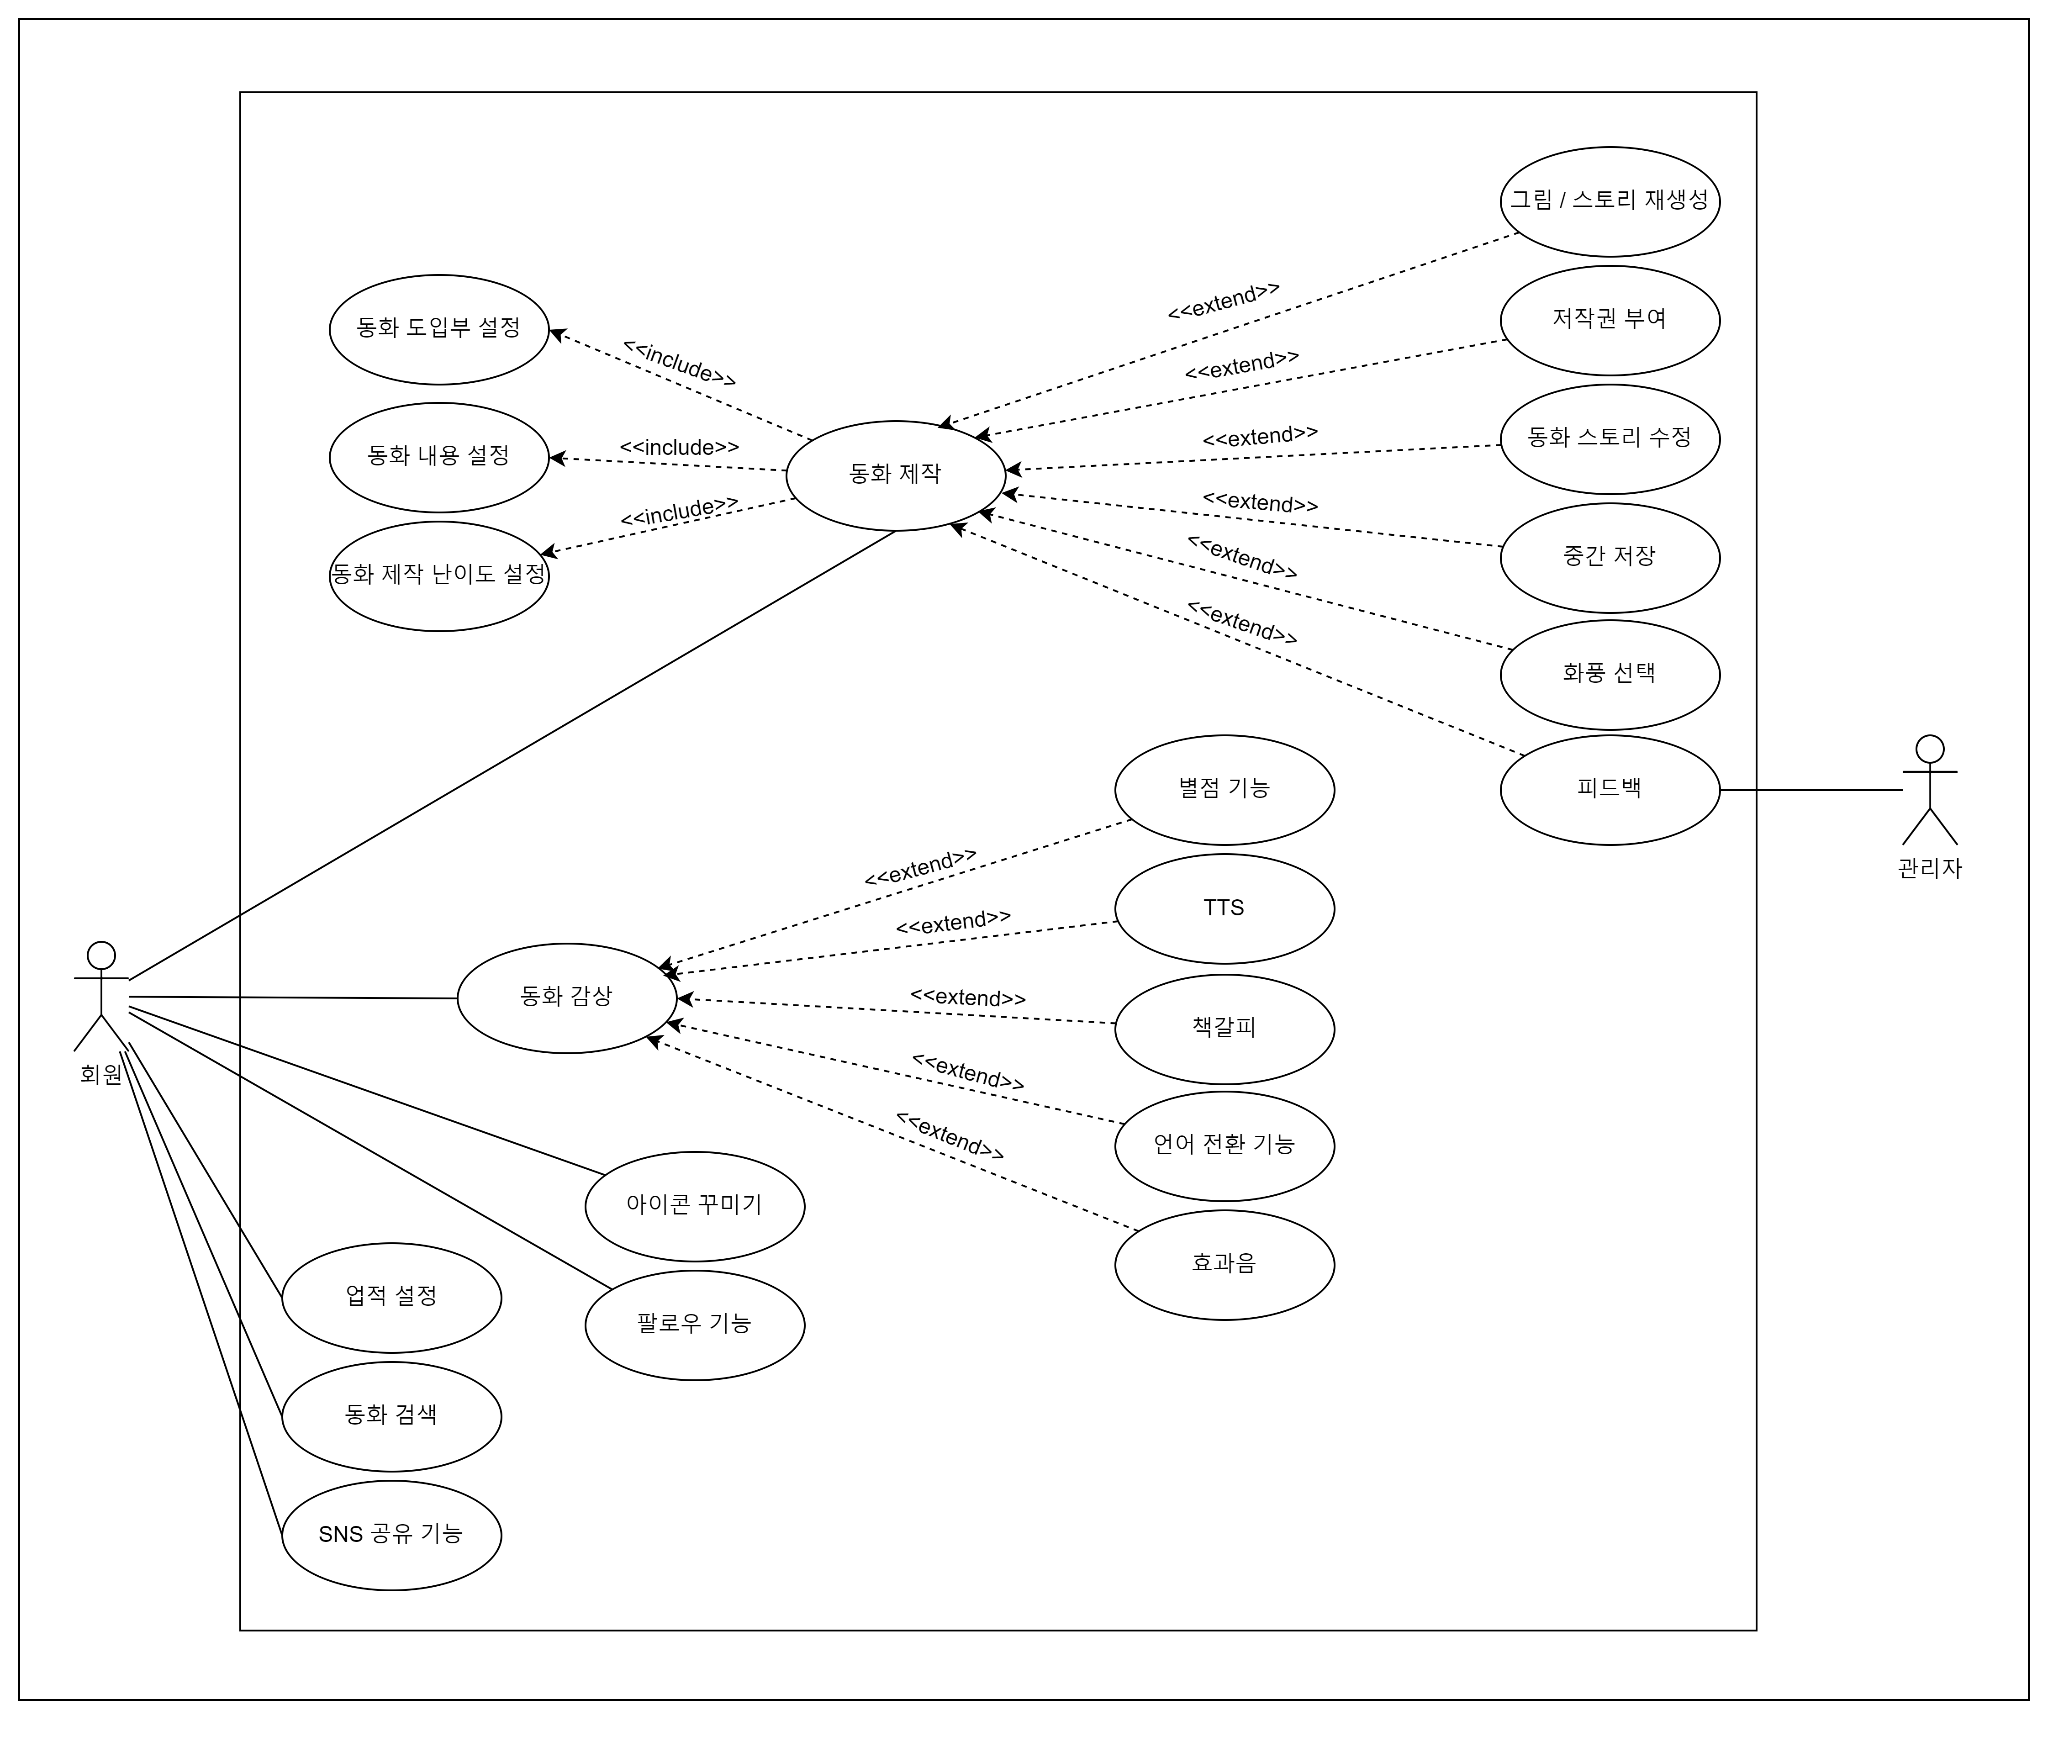 그림 / 스토리 재생성
<<extend>>
저작권 부여
동화 도입부 설정
<<include>>
<<extend>>
동화 스토리 수정
<<extend>>
동화 내용 설정
<<include>>
동화 제작
<<extend>>
<<include>>
중간 저장
<<extend>>
동화 제작 난이도 설정
<<extend>>
화풍 선택
별점 기능
피드백
관리자
<<extend>>
TTS
<<extend>>
동화 감상
<<extend>>
책갈피
회원
<<extend>>
언어 전환 기능
<<extend>>
아이콘 꾸미기
효과음
업적 설정
팔로우 기능
동화 검색
SNS 공유 기능